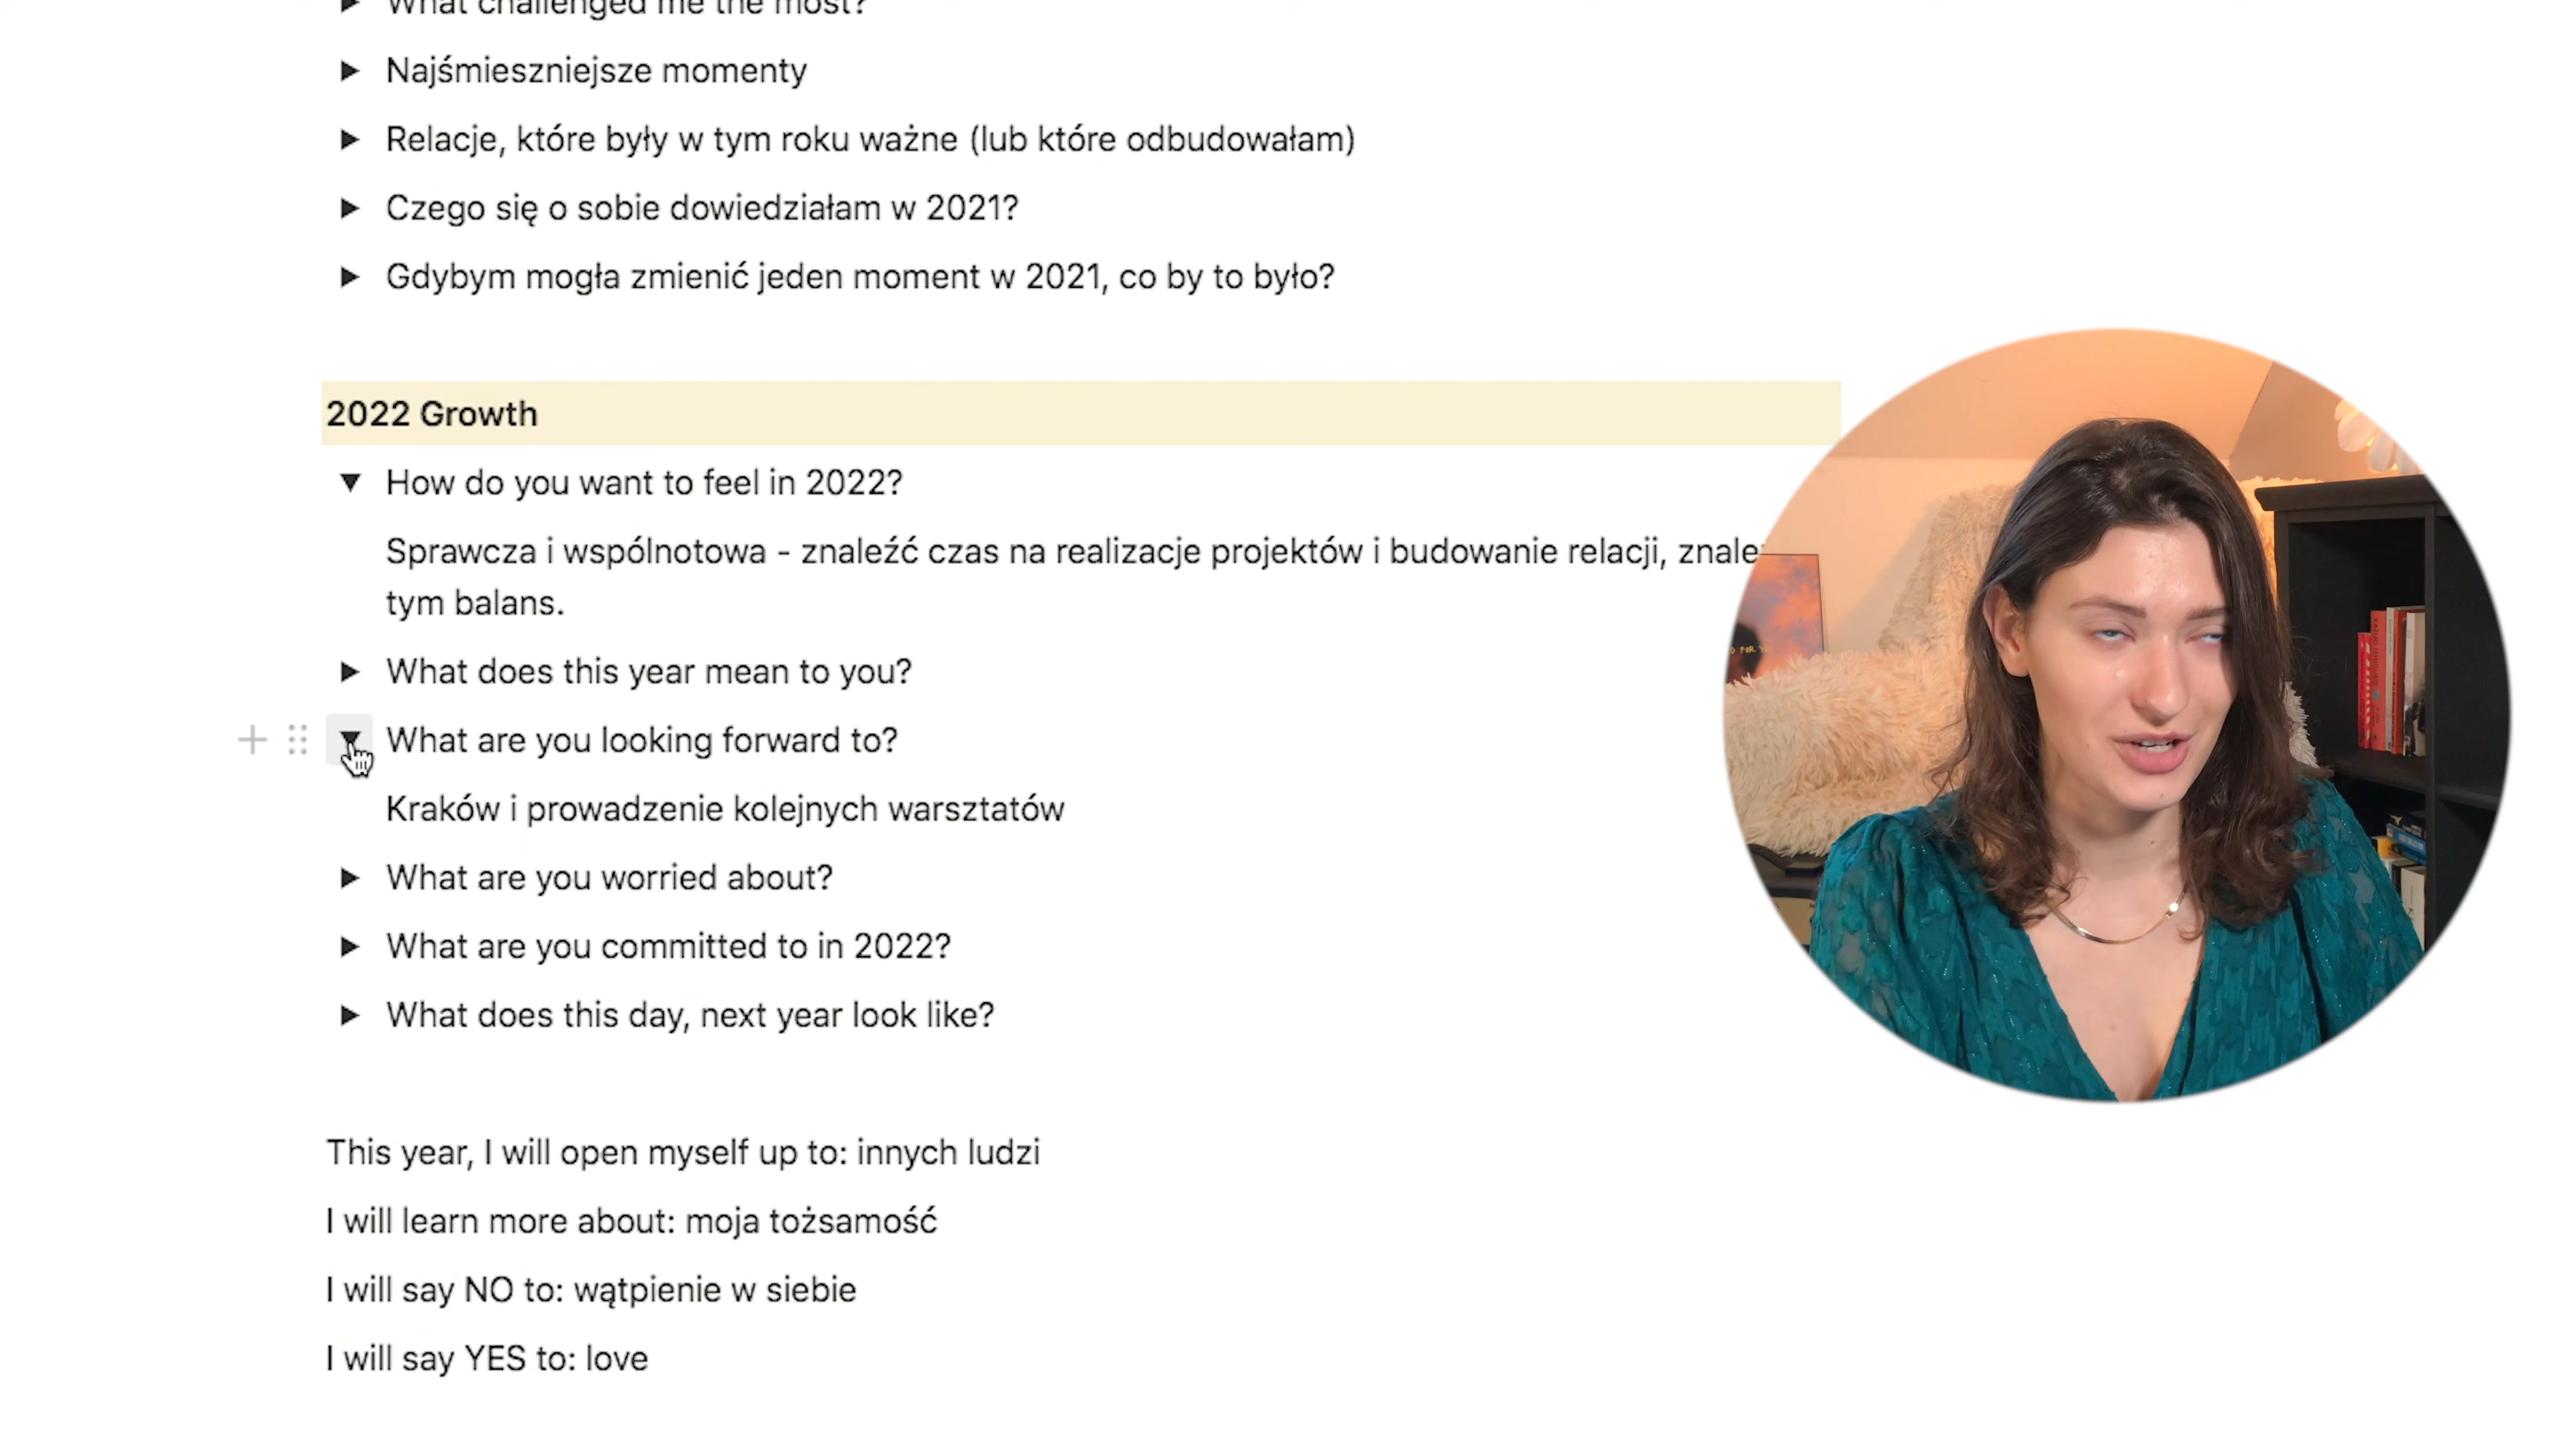 What challenged me the most?
Najśmieszniejsze momenty
Relacje, które były w tym roku ważne (lub które odbudowałam)
Czego się o sobie dowiedziałam w 2021?
Gdybym mogła zmienić jeden moment w 2021, co by to było?
2022 Growth
How do you want to feel in 2022?
Sprawcza i wspólnotowa - znaleźć czas na realizacje projektów i budowanie relacji,
tym balans.
What does this year mean to you?
What are you looking forward to?
Kraków i prowadzenie kolejnych warsztatów
What are you worried about?
What are you committed to in 2022?
What does this day, next year look like?
This year, I will open myself up to: innych ludzi
I will learn more about: moja tożsamość
I will say NO to: wątpienie w siebie
I will say YES to: love